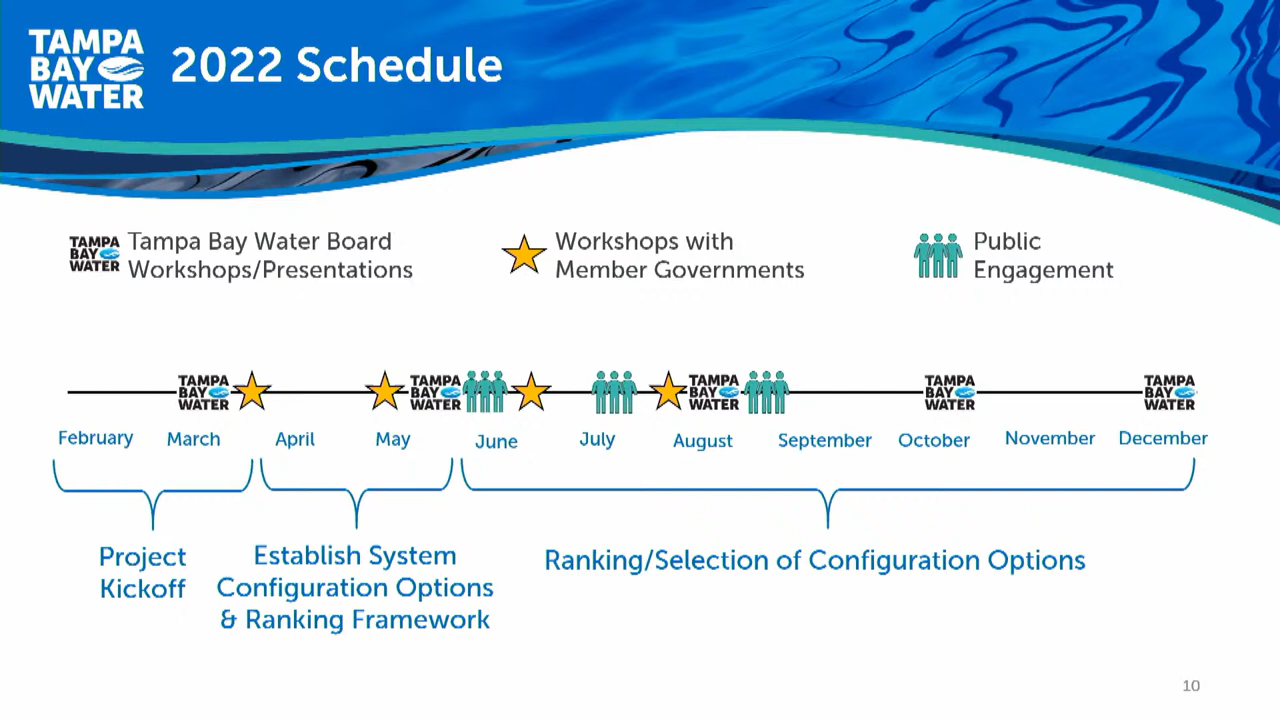 TAMPA
BAY
WATER
2022 Schedule
TAMPA
BAY
WATER
Tampa Bay Water Board
Workshops/Presentations
Workshops with
Member Governments
Public
Engagement
TAMPA
BAY
WATER
TAMPA
BAY
WATER
TAMPA
BAY
WATER
TAMPA
BAY
WATER
TAMPA
BAY
WATER
February March April May June July August September October November December
Project
Kickoff
Establish System
Configuration Options
& Ranking Framework
Ranking/Selection of Configuration Options
10